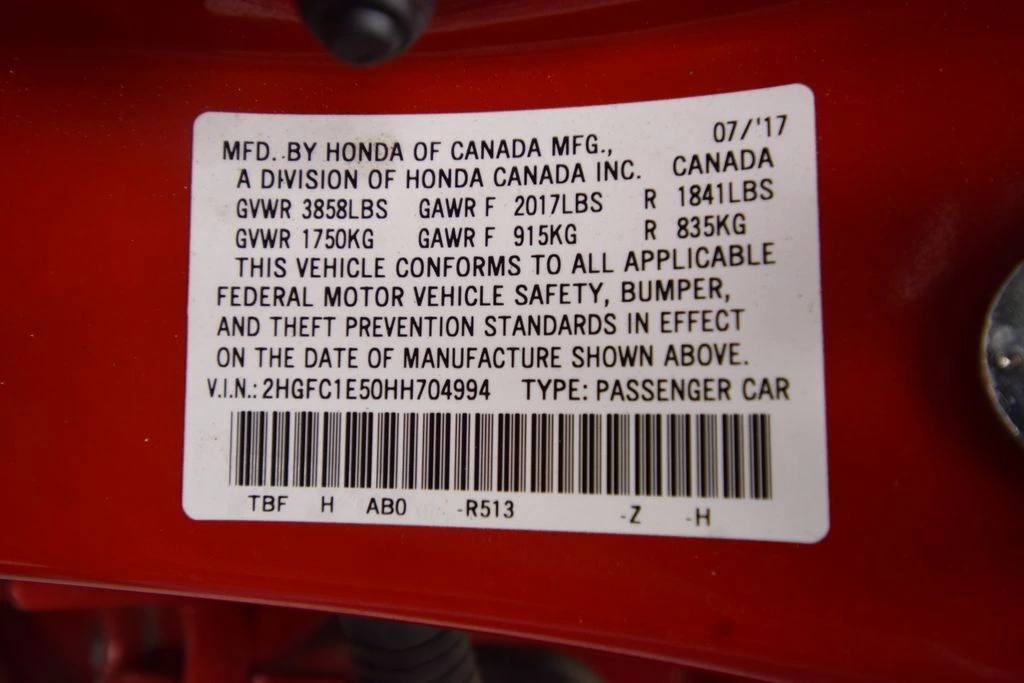 07/'17
MFD. BY HONDA OF CANADA MFG.,
A DIVISION OF HONDA CANADA INC. CANADA
GVWR 3858LBS GAWR F 2017LBS R 1841LBS
GVWR 1750KG GAWR F 915KG R 835KG
THIS VEHICLE CONFORMS TO ALL APPLICABLE
FEDERAL MOTOR VEHICLE SAFETY, BUMPER,
AND THEFT PREVENTION STANDARDS IN EFFECT
ON THE DATE OF MANUFACTURE SHOWN ABOVE.
V.I.N.: 2HGFC1E50HH704994 TYPE: PASSENGER CAR
TBF H AB0 -R513 -Z -H